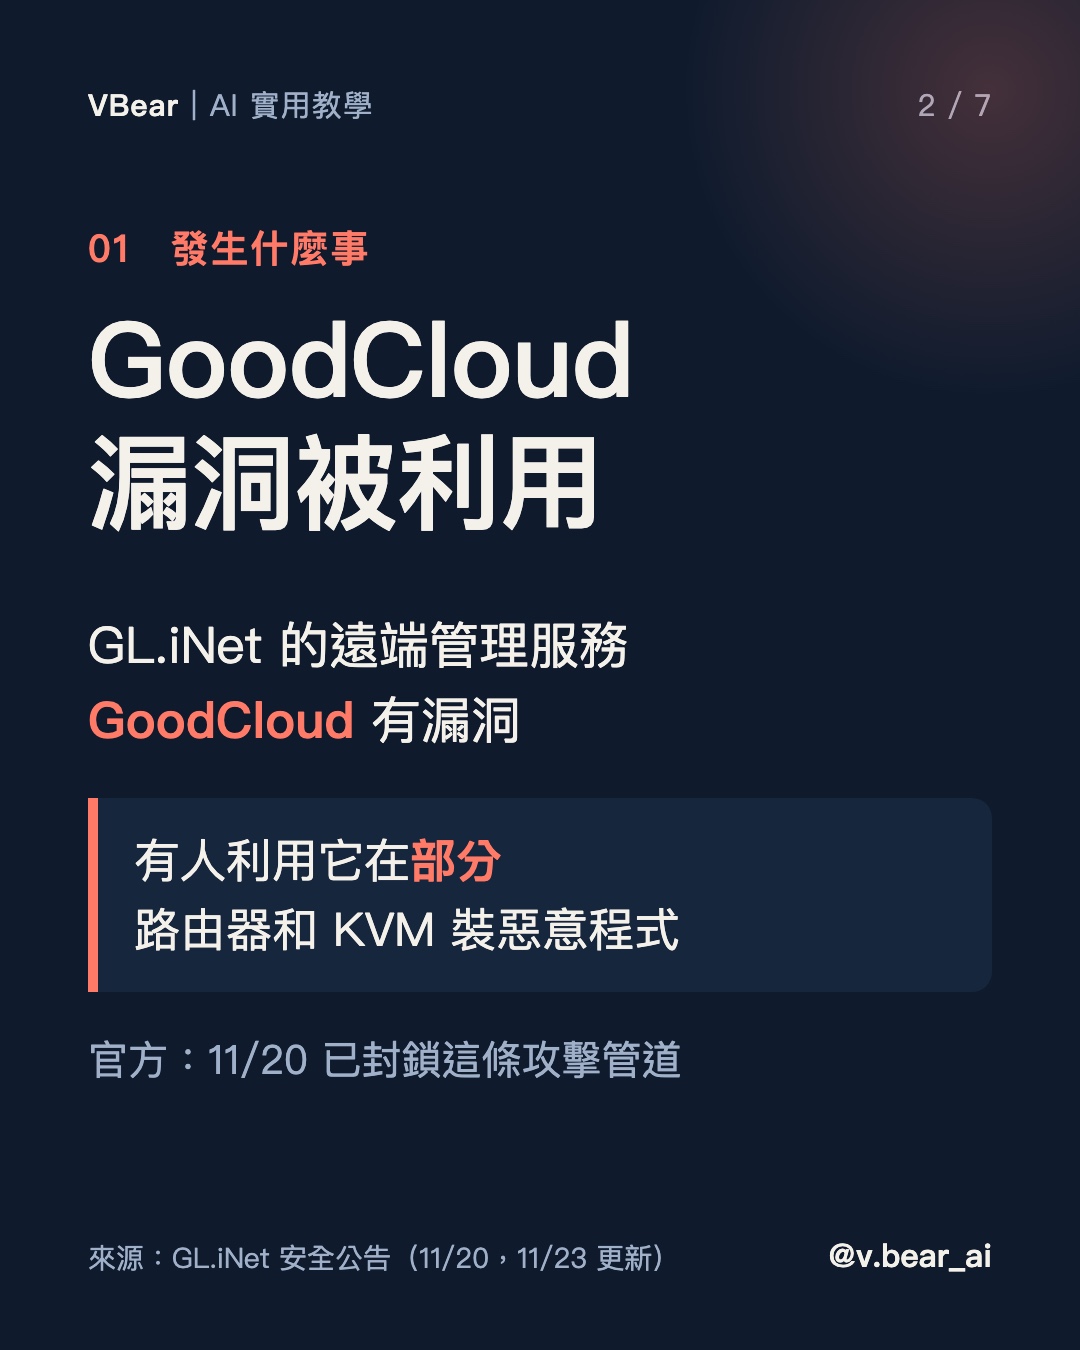 VBear | AI 實用教學
2 / 7
01 發生什麼事
GoodCloud
漏洞被利用
GL.iNet 的遠端管理服務
GoodCloud 有漏洞
有人利用它在部分
路由器和 KVM 裝惡意程式
官方：11/20 已封鎖這條攻擊管道
來源：GL.iNet 安全公告（11/20，11/23 更新）
@v.bear_ai